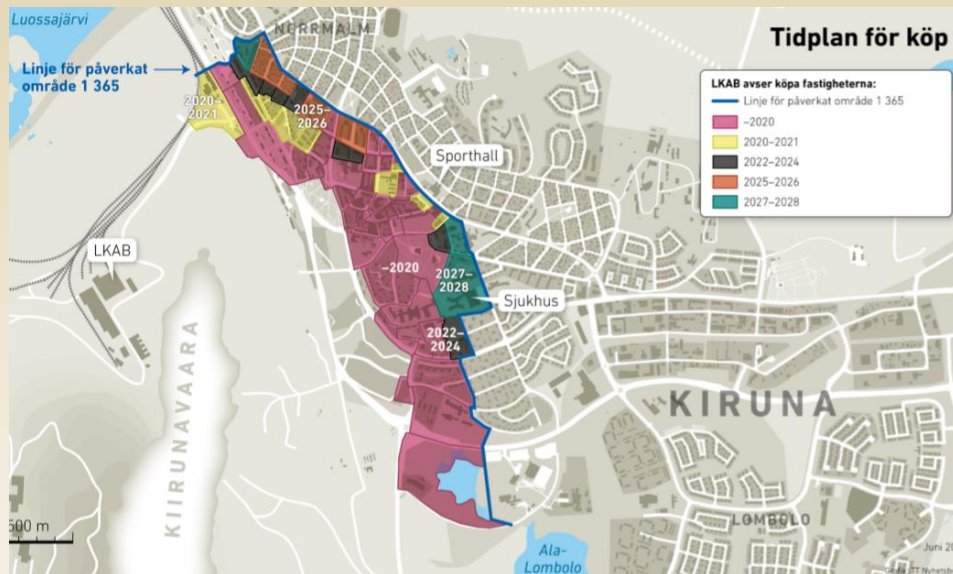 Luossajärvi
NORRMALM
Tidplan för köp
Linje för påverkat
område 1 365
LKAB avser köpa fastigheterna:
Linje för påverkat område 1 365
–2020
2020–2021
2022–2024
2025–2026
2027–2028
2020–
2021
2025–
2026
Sporthall
LKAB
–2020
2027–
2028
Sjukhus
2022–
2024
KIIRUNAVAARA
KIRUNA
LOMBOLO
500 m
Ala-
Lombolo
Juni 20